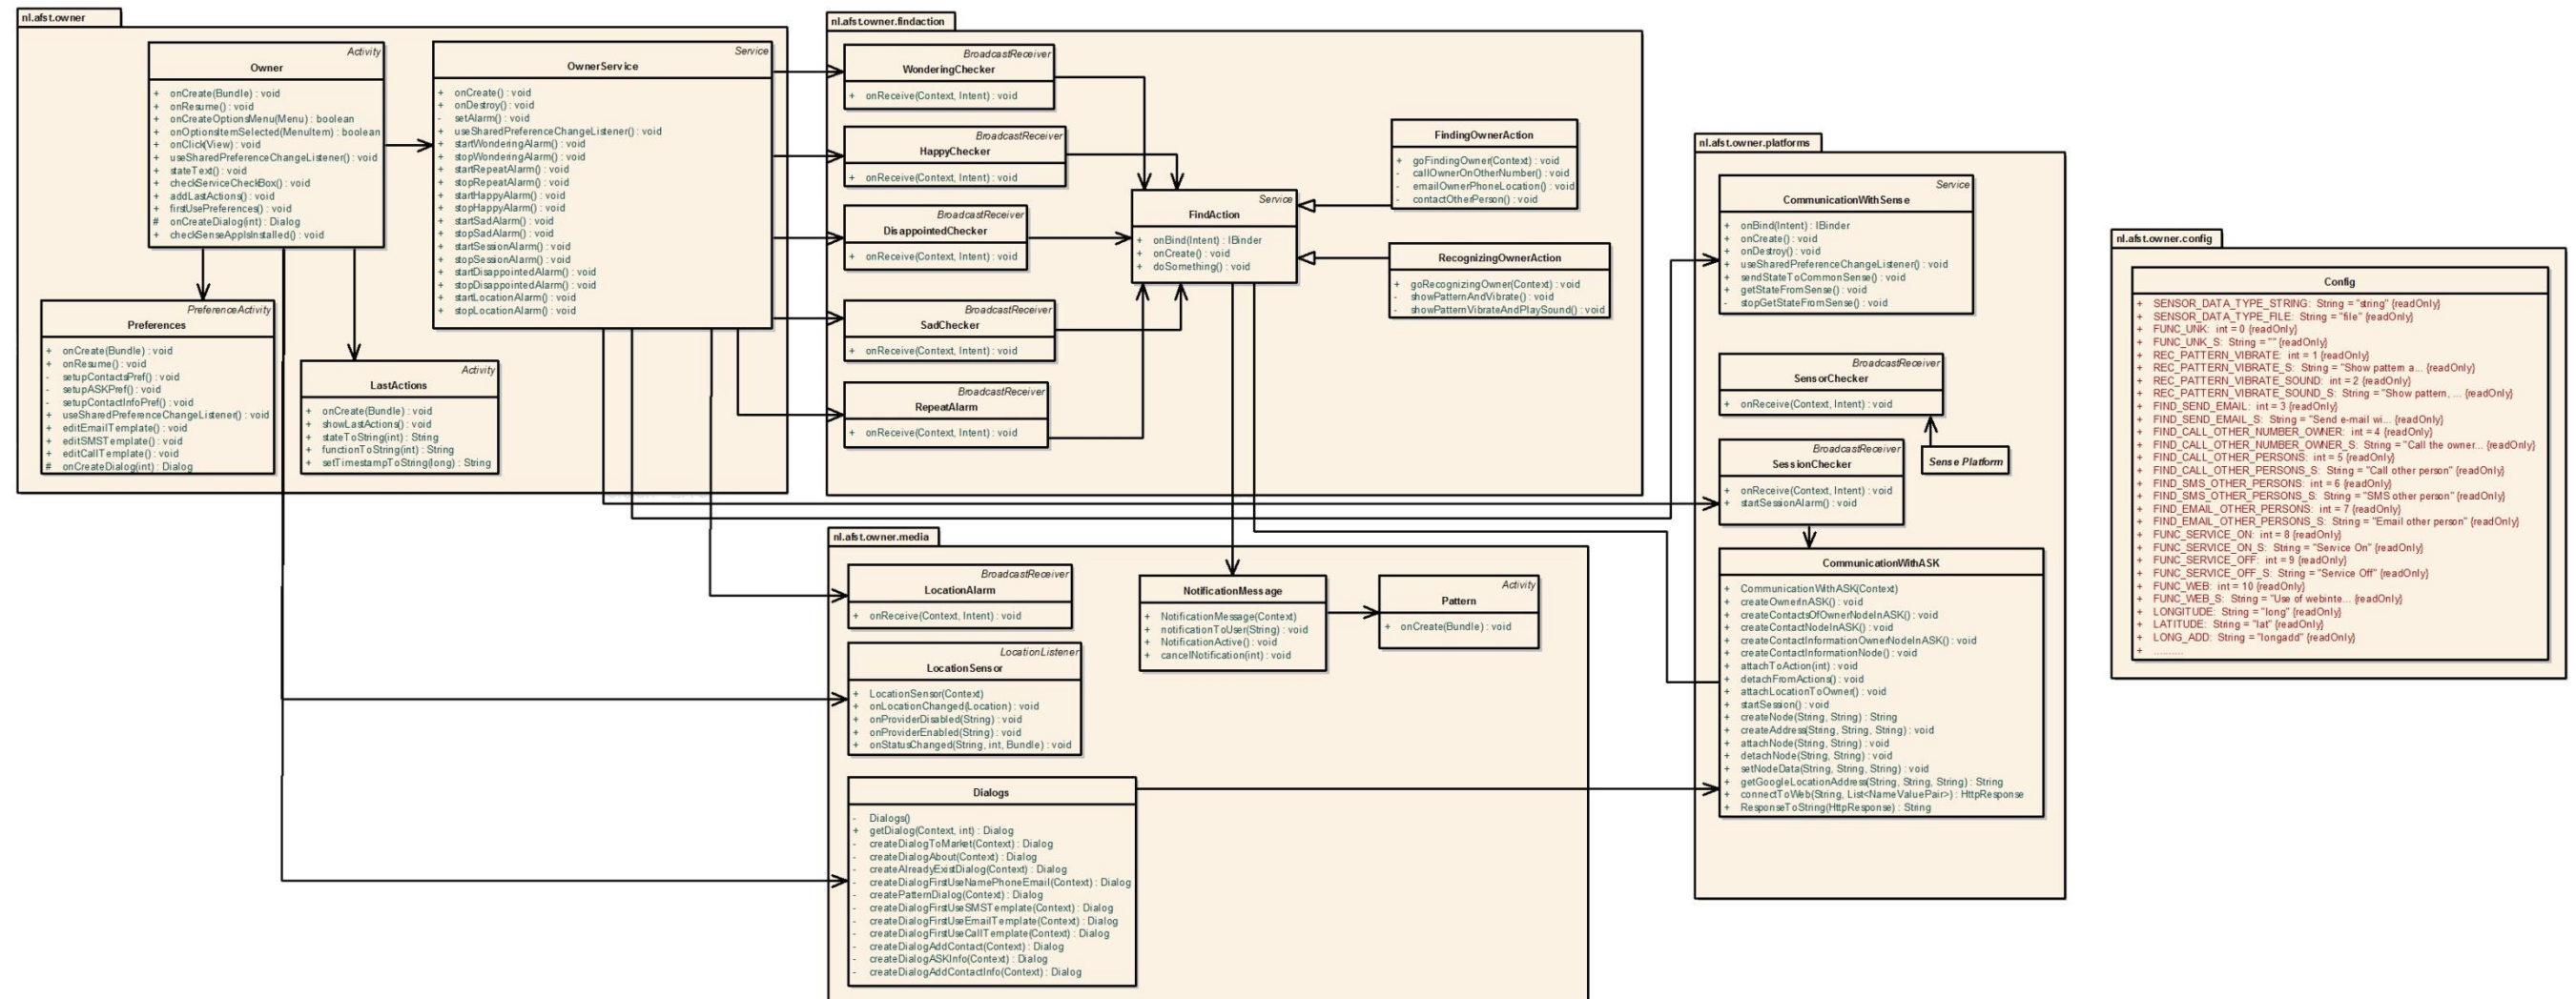 nl.afst.owner
Activity
Owner
+ onCreate(Bundle) : void
+ onResume() : void
+ onCreateOptionsMenu(Menu) : boolean
+ onOptionsItemSelected(MenuItem) : boolean
+ onClick(View) : void
+ useSharedPreferenceChangeListener() : void
+ stateText() : void
+ checkServiceCheckBox() : void
+ addLastActions() : void
+ firstUsePreferences() : void
# onCreateDialog(int) : Dialog
+ checkSenseAppIsInstalled() : void
Service
OwnerService
+ onCreate() : void
+ onDestroy() : void
- setAlarm() : void
+ useSharedPreferenceChangeListener() : void
+ startWonderingAlarm() : void
+ stopWonderingAlarm() : void
+ startRepeatAlarm() : void
+ stopRepeatAlarm() : void
+ startHappyAlarm() : void
+ stopHappyAlarm() : void
+ startSadAlarm() : void
+ stopSadAlarm() : void
+ startSessionAlarm() : void
+ stopSessionAlarm() : void
+ startDisappointedAlarm() : void
+ stopDisappointedAlarm() : void
+ startLocationAlarm() : void
+ stopLocationAlarm() : void
PreferenceActivity
Preferences
+ onCreate(Bundle) : void
+ onResume() : void
- setupContactsPref() : void
- setupASKPref() : void
- setupContactInfoPref() : void
+ useSharedPreferenceChangeListener() : void
+ editEmailTemplate() : void
+ editSMSTemplate() : void
+ editCallTemplate() : void
# onCreateDialog(int) : Dialog
Activity
LastActions
+ onCreate(Bundle) : void
+ showLastActions() : void
+ stateToString(int) : String
+ functionToString(int) : String
+ setTimestampToString(long) : String
nl.afst.owner.findaction
BroadcastReceiver
WonderingChecker
+ onReceive(Context, Intent) : void
BroadcastReceiver
HappyChecker
+ onReceive(Context, Intent) : void
BroadcastReceiver
DisappointedChecker
+ onReceive(Context, Intent) : void
BroadcastReceiver
SadChecker
+ onReceive(Context, Intent) : void
BroadcastReceiver
RepeatAlarm
+ onReceive(Context, Intent) : void
Service
FindAction
+ onBind(Intent) : IBinder
+ onCreate() : void
+ doSomething() : void
FindingOwnerAction
+ goFindingOwner(Context) : void
- callOwnerOnOtherNumber() : void
- emailOwnerPhoneLocation() : void
- contactOtherPerson() : void
RecognizingOwnerAction
+ goRecognizingOwner(Context) : void
- showPatternAndVibrate() : void
- showPatternVibrateAndPlaySound() : void
nl.afst.owner.media
BroadcastReceiver
LocationAlarm
+ onReceive(Context, Intent) : void
LocationListener
LocationSensor
+ LocationSensor(Context)
+ onLocationChanged(Location) : void
+ onProviderDisabled(String) : void
+ onProviderEnabled(String) : void
+ onStatusChanged(String, int, Bundle) : void
Dialogs
- Dialogs()
+ getDialog(Context, int) : Dialog
- createDialogToMarket(Context) : Dialog
- createDialogAbout(Context) : Dialog
- createAlreadyExistDialog(Context) : Dialog
- createDialogFirstUseNamePhoneEmail(Context) : Dialog
- createPatternDialog(Context) : Dialog
- createDialogFirstUseSMSTemplate(Context) : Dialog
- createDialogFirstUseEmailTemplate(Context) : Dialog
- createDialogFirstUseCallTemplate(Context) : Dialog
- createDialogAddContact(Context) : Dialog
- createDialogASKInfo(Context) : Dialog
- createDialogAddContactInfo(Context) : Dialog
NotificationMessage
+ NotificationMessage(Context)
+ notificationToUser(String) : void
+ NotificationActive() : void
+ cancelNotification(int) : void
Activity
Pattern
+ onCreate(Bundle) : void
nl.afst.owner.platforms
Service
CommunicationWithSense
+ onBind(Intent) : IBinder
+ onCreate() : void
+ onDestroy() : void
+ useSharedPreferenceChangeListener() : void
+ sendStateToCommonSense() : void
+ getStateFromSense() : void
- stopGetStateFromSense() : void
BroadcastReceiver
SensorChecker
+ onReceive(Context, Intent) : void
BroadcastReceiver
SessionChecker
+ onReceive(Context, Intent) : void
+ startSessionAlarm() : void
Sense Platform
CommunicationWithASK
+ CommunicationWithASK(Context)
+ createOwnerInASK() : void
+ createContactsOfOwnerNodeInASK() : void
+ createContactNodeInASK() : void
+ createContactInformationOwnerNodeInASK() : void
+ createContactInformationNode() : void
+ attachToAction(int) : void
+ detachFromActions() : void
+ attachLocationToOwner() : void
+ startSession() : void
+ createNode(String, String) : String
+ createAddress(String, String, String) : void
+ attachNode(String, String) : void
+ detachNode(String, String) : void
+ setNodeData(String, String, String) : void
+ getGoogleLocationAddress(String, String, String) : String
+ connectToWeb(String, List<NameValuePair>) : HttpResponse
+ ResponseToString(HttpResponse) : String
nl.afst.owner.config
Config
+ SENSOR_DATA_TYPE_STRING: String = "string" {readOnly}
+ SENSOR_DATA_TYPE_FILE: String = "file" {readOnly}
+ FUNC_UNK: int = 0 {readOnly}
+ FUNC_UNK_S: String = "" {readOnly}
+ REC_PATTERN_VIBRATE: int = 1 {readOnly}
+ REC_PATTERN_VIBRATE_S: String = "Show pattern a... {readOnly}
+ REC_PATTERN_VIBRATE_SOUND: int = 2 {readOnly}
+ REC_PATTERN_VIBRATE_SOUND_S: String = "Show pattern, ... {readOnly}
+ FIND_SEND_EMAIL: int = 3 {readOnly}
+ FIND_SEND_EMAIL_S: String = "Send e-mail wi... {readOnly}
+ FIND_CALL_OTHER_NUMBER_OWNER: int = 4 {readOnly}
+ FIND_CALL_OTHER_NUMBER_OWNER_S: String = "Call the owner... {readOnly}
+ FIND_CALL_OTHER_PERSONS: int = 5 {readOnly}
+ FIND_CALL_OTHER_PERSONS_S: String = "Call other person" {readOnly}
+ FIND_SMS_OTHER_PERSONS: int = 6 {readOnly}
+ FIND_SMS_OTHER_PERSONS_S: String = "SMS other person" {readOnly}
+ FIND_EMAIL_OTHER_PERSONS: int = 7 {readOnly}
+ FIND_EMAIL_OTHER_PERSONS_S: String = "Email other person" {readOnly}
+ FUNC_SERVICE_ON: int = 8 {readOnly}
+ FUNC_SERVICE_ON_S: String = "Service On" {readOnly}
+ FUNC_SERVICE_OFF: int = 9 {readOnly}
+ FUNC_SERVICE_OFF_S: String = "Service Off" {readOnly}
+ FUNC_WEB: int = 10 {readOnly}
+ FUNC_WEB_S: String = "Use of webinte... {readOnly}
+ LONGITUDE: String = "long" {readOnly}
+ LATITUDE: String = "lat" {readOnly}
+ LONG_ADD: String = "longadd" {readOnly}
+ ..........